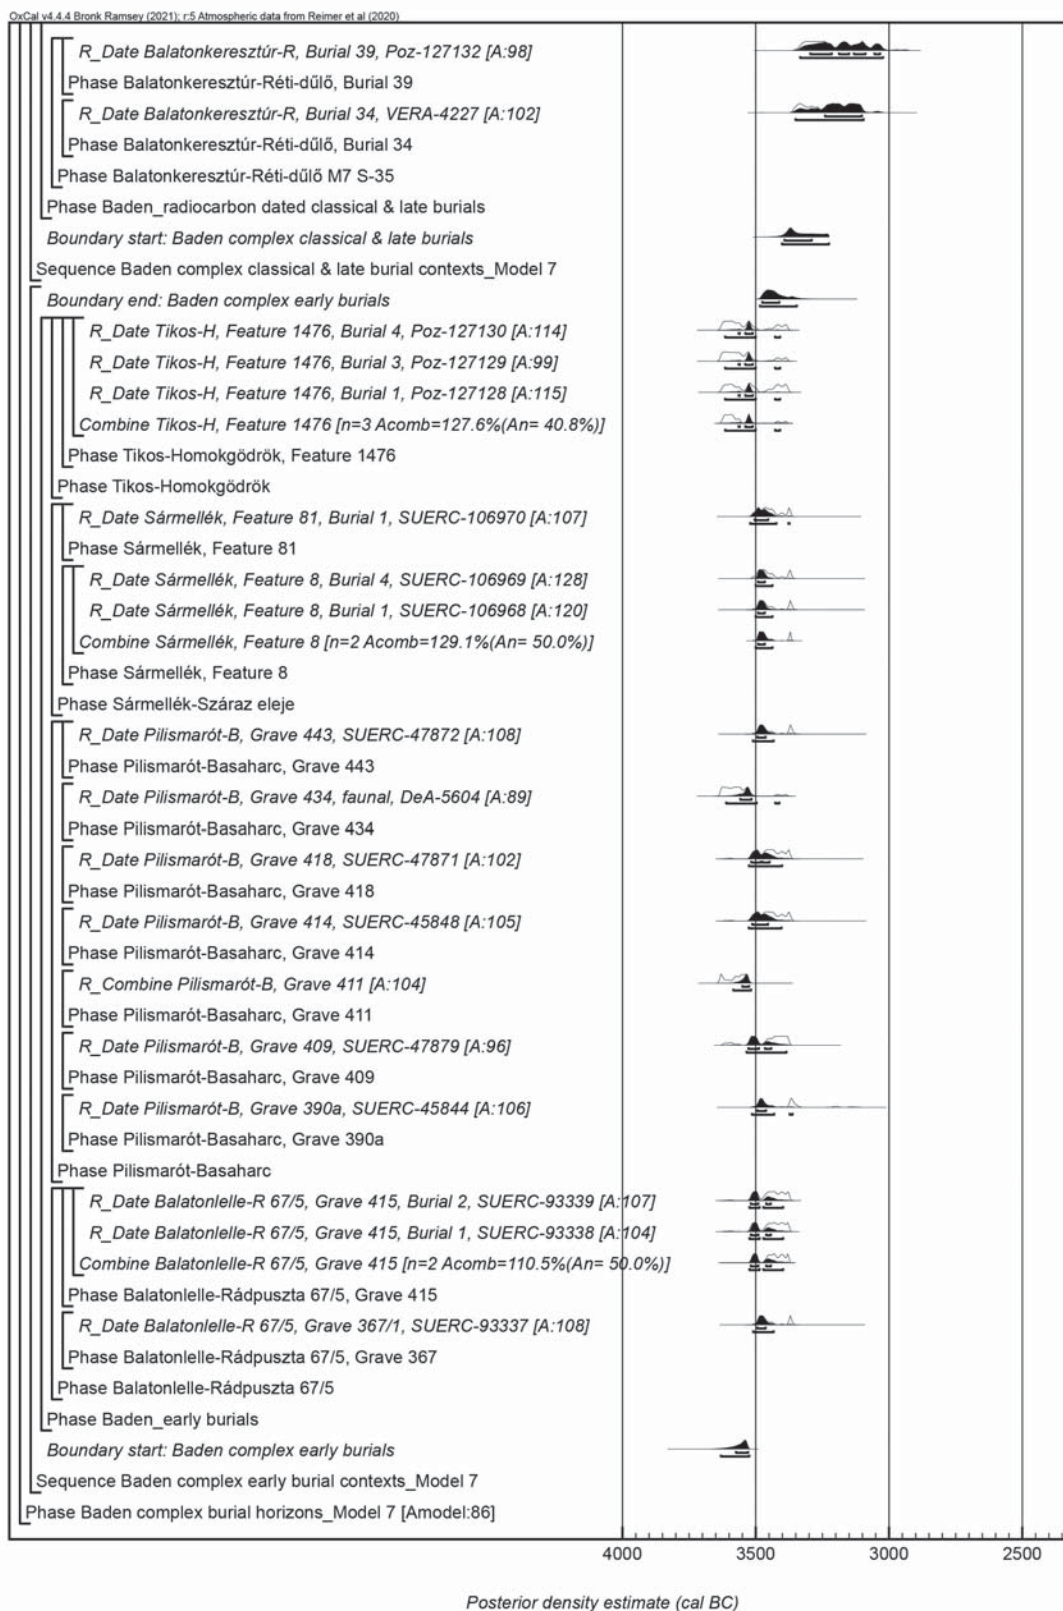 OxCal v4.4.4 Bronk Ramsey (2021); r:5 Atmospheric data from Reimer et al (2020)
R_Date Balatonkeresztúr-R, Burial 39, Poz-127132 [A:98]
Phase Balatonkeresztúr-Réti-dűlő, Burial 39
R_Date Balatonkeresztúr-R, Burial 34, VERA-4227 [A:102]
Phase Balatonkeresztúr-Réti-dűlő, Burial 34
Phase Balatonkeresztúr-Réti-dűlő M7 S-35
Phase Baden_radiocarbon dated classical & late burials
Boundary start: Baden complex classical & late burials
Sequence Baden complex classical & late burial contexts_Model 7
Boundary end: Baden complex early burials
R_Date Tikos-H, Feature 1476, Burial 4, Poz-127130 [A:114]
R_Date Tikos-H, Feature 1476, Burial 3, Poz-127129 [A:99]
R_Date Tikos-H, Feature 1476, Burial 1, Poz-127128 [A:115]
Combine Tikos-H, Feature 1476 [n=3 Acomb=127.6%(An= 40.8%)]
Phase Tikos-Homokgödrök, Feature 1476
Phase Tikos-Homokgödrök
R_Date Sármellék, Feature 81, Burial 1, SUERC-106970 [A:107]
Phase Sármellék, Feature 81
R_Date Sármellék, Feature 8, Burial 4, SUERC-106969 [A:128]
R_Date Sármellék, Feature 8, Burial 1, SUERC-106968 [A:120]
Combine Sármellék, Feature 8 [n=2 Acomb=129.1%(An= 50.0%)]
Phase Sármellék, Feature 8
Phase Sármellék-Száraz eleje
R_Date Pilismarót-B, Grave 443, SUERC-47872 [A:108]
Phase Pilismarót-Basaharc, Grave 443
R_Date Pilismarót-B, Grave 434, faunal, DeA-5604 [A:89]
Phase Pilismarót-Basaharc, Grave 434
R_Date Pilismarót-B, Grave 418, SUERC-47871 [A:102]
Phase Pilismarót-Basaharc, Grave 418
R_Date Pilismarót-B, Grave 414, SUERC-45848 [A:105]
Phase Pilismarót-Basaharc, Grave 414
R_Combine Pilismarót-B, Grave 411 [A:104]
Phase Pilismarót-Basaharc, Grave 411
R_Date Pilismarót-B, Grave 409, SUERC-47879 [A:96]
Phase Pilismarót-Basaharc, Grave 409
R_Date Pilismarót-B, Grave 390a, SUERC-45844 [A:106]
Phase Pilismarót-Basaharc, Grave 390a
Phase Pilismarót-Basaharc
R_Date Balatonlelle-R 67/5, Grave 415, Burial 2, SUERC-93339 [A:107]
R_Date Balatonlelle-R 67/5, Grave 415, Burial 1, SUERC-93338 [A:104]
Combine Balatonlelle-R 67/5, Grave 415 [n=2 Acomb=110.5%(An= 50.0%)]
Phase Balatonlelle-Rádpuszta 67/5, Grave 415
R_Date Balatonlelle-R 67/5, Grave 367/1, SUERC-93337 [A:108]
Phase Balatonlelle-Rádpuszta 67/5, Grave 367
Phase Balatonlelle-Rádpuszta 67/5
Phase Baden_early burials
Boundary start: Baden complex early burials
Sequence Baden complex early burial contexts_Model 7
Phase Baden complex burial horizons_Model 7 [Amodel:86]
4000 3500 3000 2500
Posterior density estimate (cal BC)